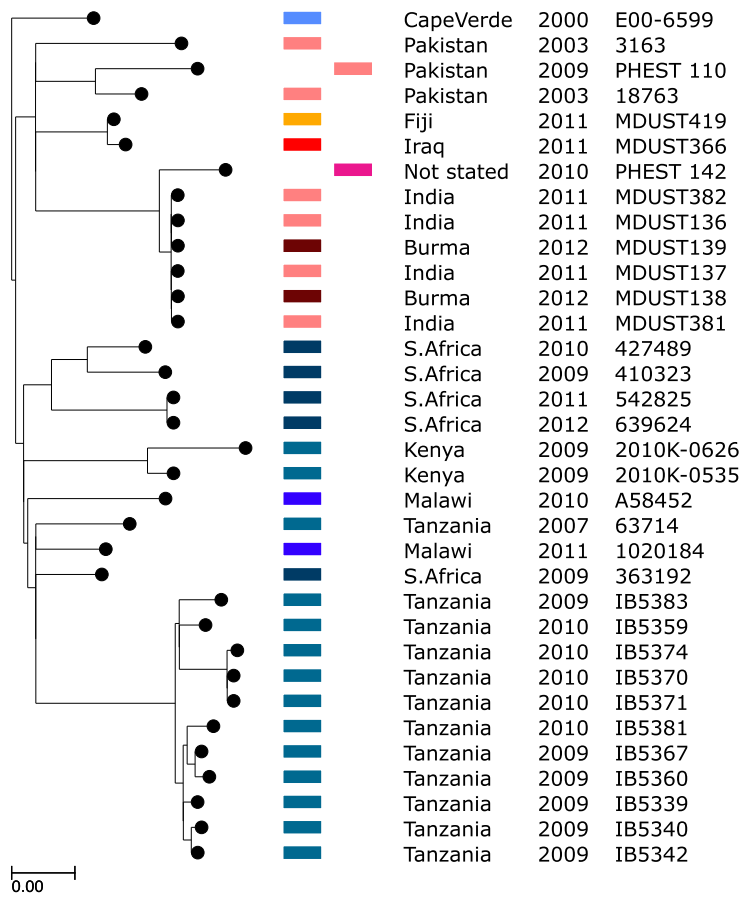 CapeVerde 2000 E00-6599
Pakistan 2003 3163
Pakistan 2009 PHEST 110
Pakistan 2003 18763
Fiji 2011 MDUST419
Iraq 2011 MDUST366
Not stated 2010 PHEST 142
India 2011 MDUST382
India 2011 MDUST136
Burma 2012 MDUST139
India 2011 MDUST137
Burma 2012 MDUST138
India 2011 MDUST381
S.Africa 2010 427489
S.Africa 2009 410323
S.Africa 2011 542825
S.Africa 2012 639624
Kenya 2009 2010K-0626
Kenya 2009 2010K-0535
Malawi 2010 A58452
Tanzania 2007 63714
Malawi 2011 1020184
S.Africa 2009 363192
Tanzania 2009 IB5383
Tanzania 2010 IB5359
Tanzania 2010 IB5374
Tanzania 2010 IB5370
Tanzania 2010 IB5371
Tanzania 2010 IB5381
Tanzania 2009 IB5367
Tanzania 2009 IB5360
Tanzania 2009 IB5339
Tanzania 2009 IB5340
Tanzania 2009 IB5342
0.00